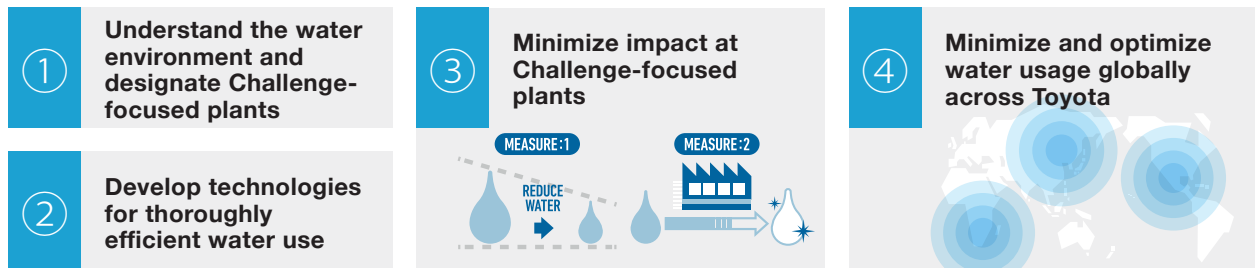 ①
Understand the water
environment and
designate Challenge-
focused plants
②
Develop technologies
for thoroughly
efficient water use
③
Minimize impact at
Challenge-focused
plants
MEASURE:1
REDUCE
WATER
MEASURE:2
④
Minimize and optimize
water usage globally
across Toyota